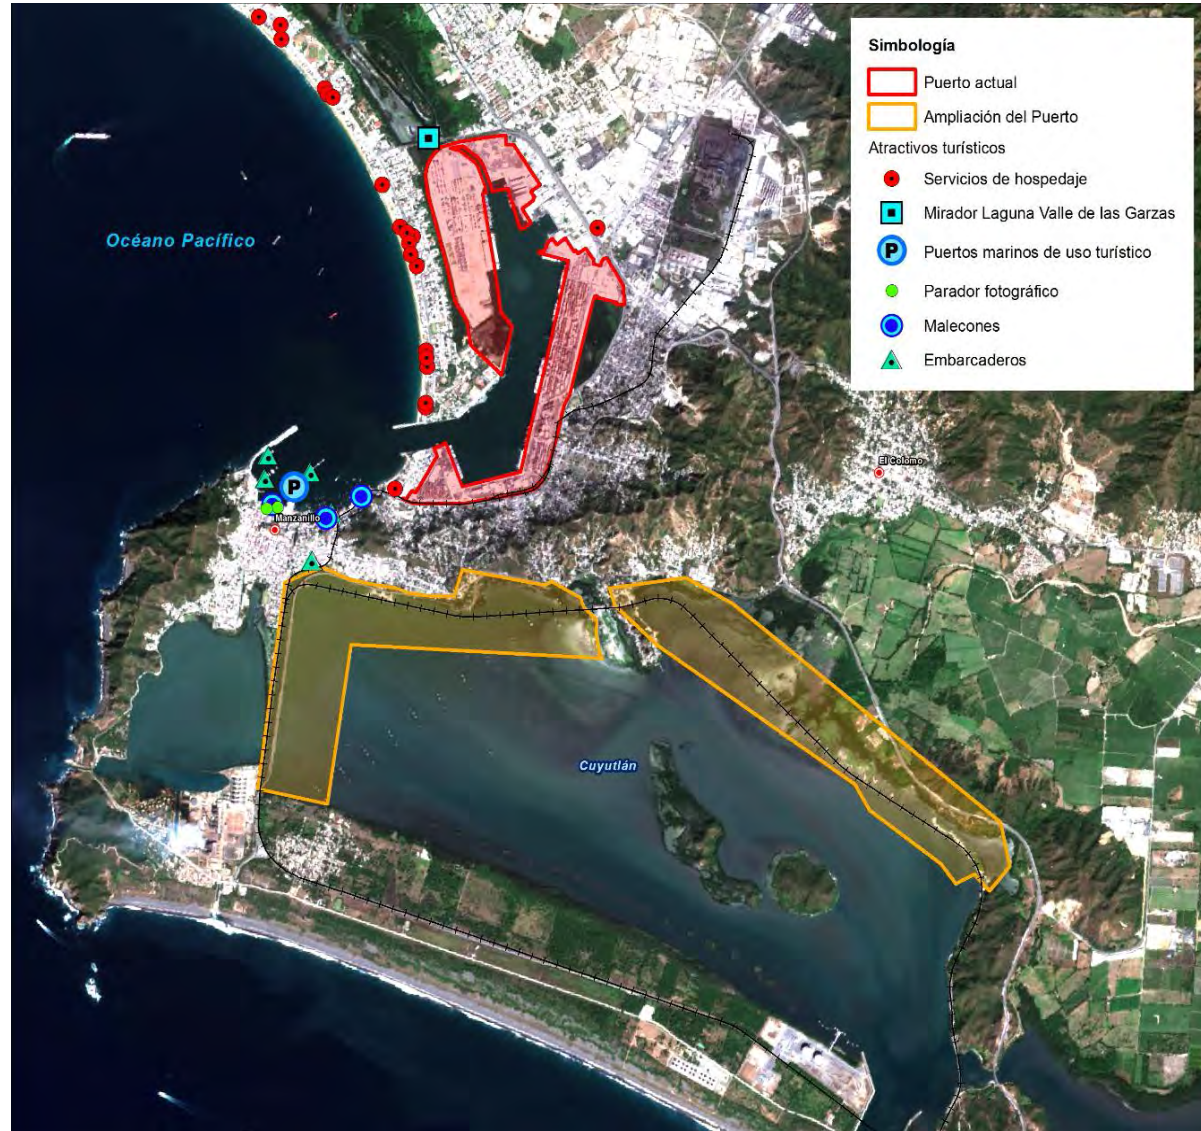 Simbología
Puerto actual
Ampliación del Puerto
Atractivos turísticos
Servicios de hospedaje
Mirador Laguna Valle de las Garzas
P
Puertos marinos de uso turístico
Parador fotográfico
Malecones
Embarcaderos
Océano Pacífico
El Colomo
P
Manzanillo
Cuyutlán